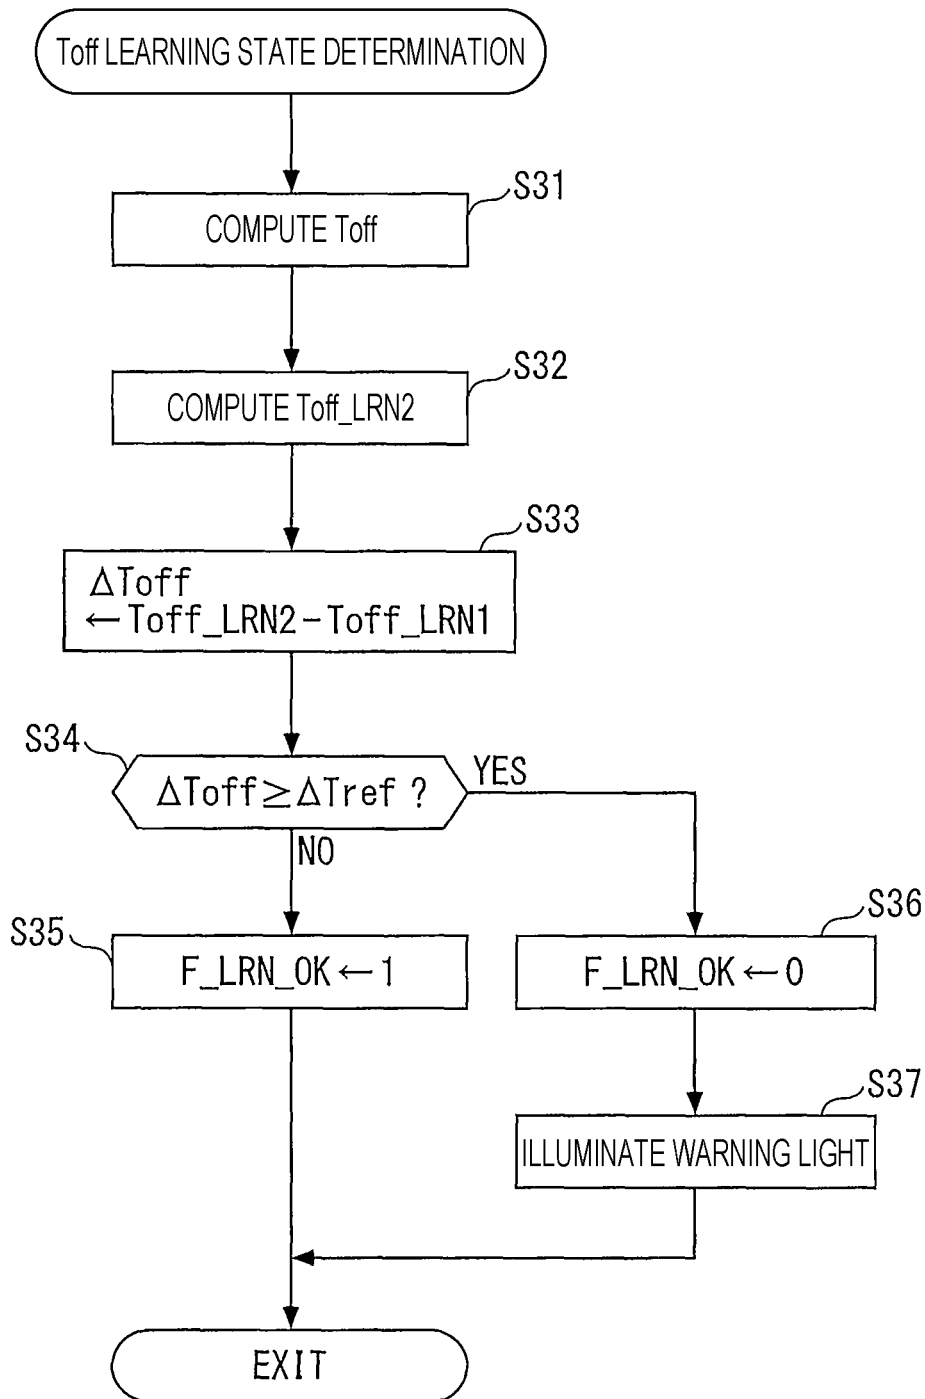 Toff LEARNING STATE DETERMINATION
S31
COMPUTE Toff
S32
COMPUTE Toff_LRN2
S33
ΔToff
←Toff_LRN2-Toff_LRN1
S34
ΔToff≥ΔTref ?
YES
NO
S35
F_LRN_OK←1
S36
F_LRN_OK←0
S37
ILLUMINATE WARNING LIGHT
EXIT